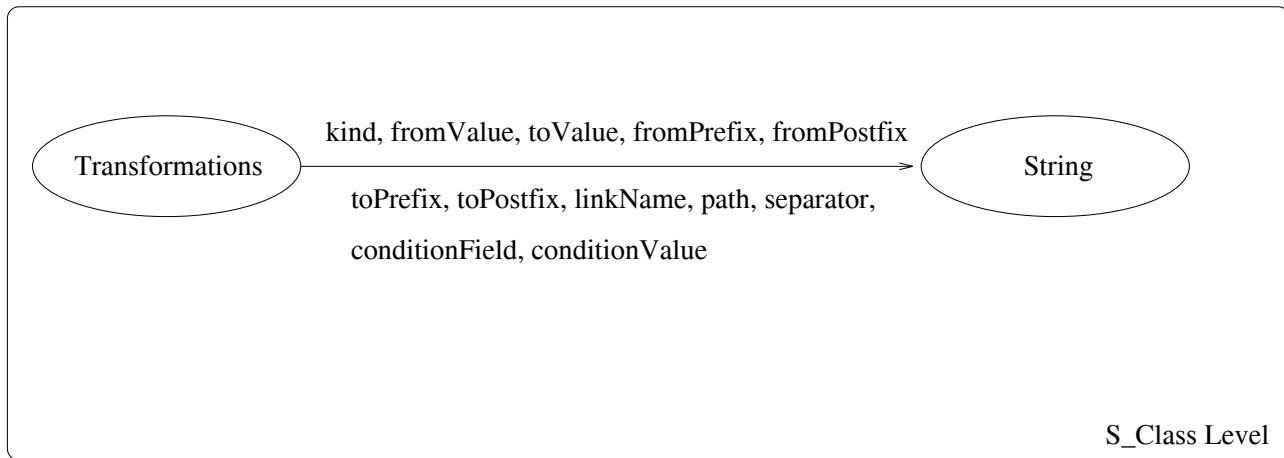 kind, fromValue, toValue, fromPrefix, fromPostfix
Transformations
String
toPrefix, toPostfix, linkName, path, separator,
conditionField, conditionValue
S_Class Level